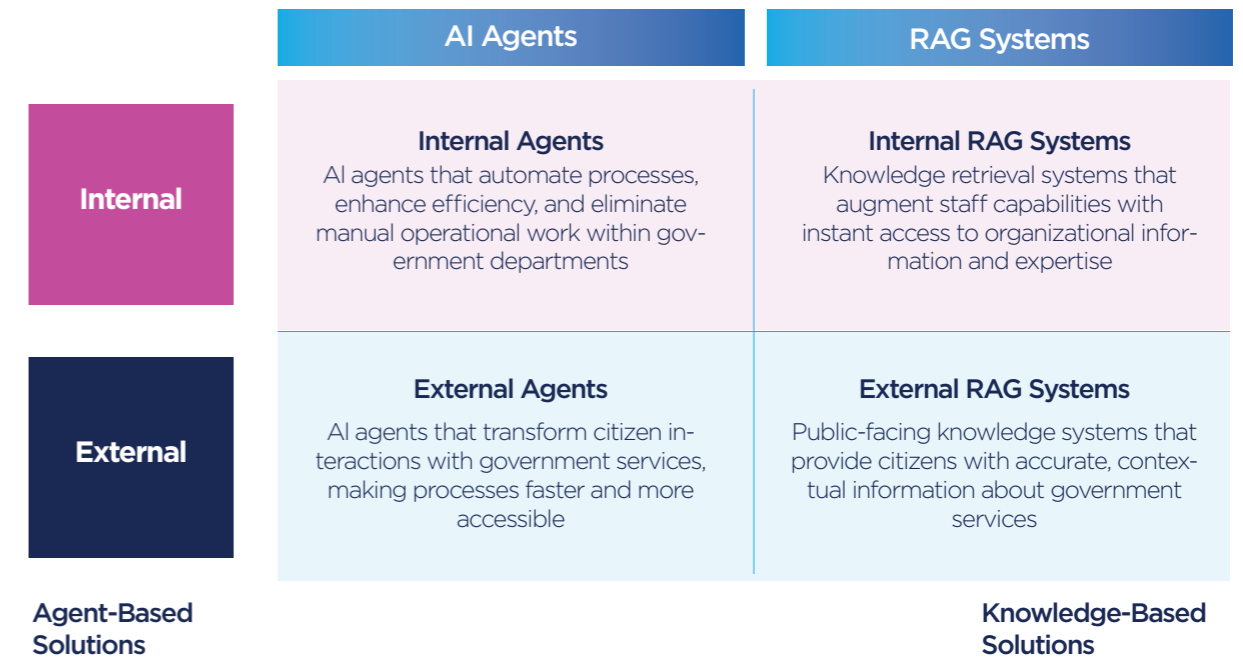 AI Agents
RAG Systems
Internal
Internal Agents
AI agents that automate processes,
enhance efficiency, and eliminate
manual operational work within gov-
ernment departments
Internal RAG Systems
Knowledge retrieval systems that
augment staff capabilities with
instant access to organizational infor-
mation and expertise
External
External Agents
AI agents that transform citizen in-
teractions with government services,
making processes faster and more
accessible
External RAG Systems
Public-facing knowledge systems that
provide citizens with accurate, contex-
tual information about government
services
Agent-Based
Solutions
Knowledge-Based
Solutions